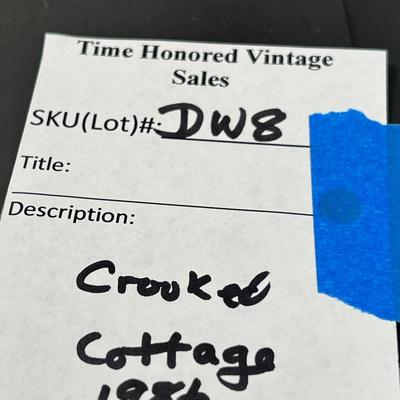 Time Honored Vintage
Sales
SKU(Lot)#: DW8
Title:
Description:
Crooked
Cottage